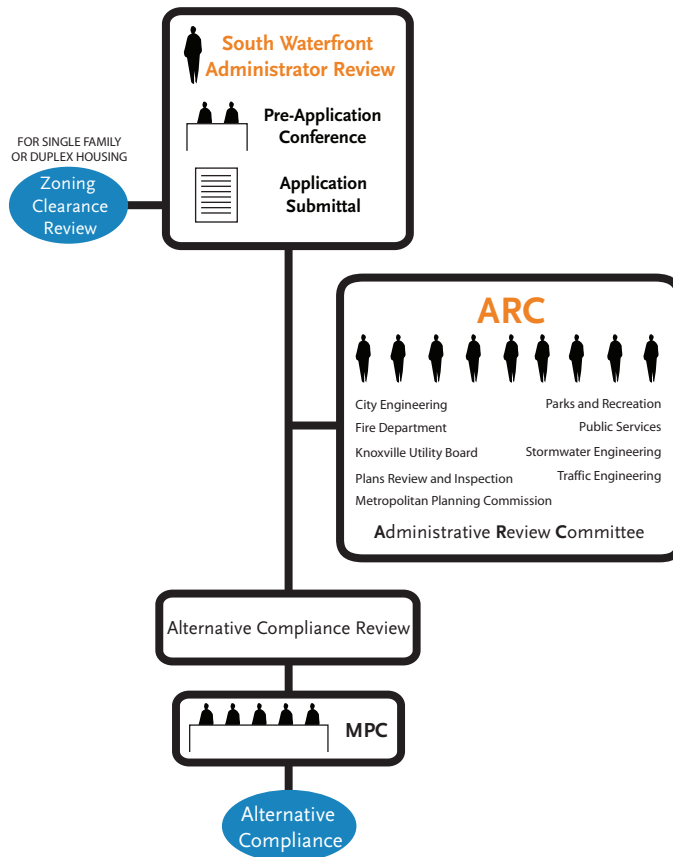 South Waterfront
Administrator Review
Pre-Application
Conference
Application
Submittal
FOR SINGLE FAMILY
OR DUPLEX HOUSING
Zoning
Clearance
Review
ARC
City Engineering
Fire Department
Knoxville Utility Board
Plans Review and Inspection
Metropolitan Planning Commission
Parks and Recreation
Public Services
Stormwater Engineering
Traffic Engineering
Administrative Review Committee
Alternative Compliance Review
MPC
Alternative
Compliance